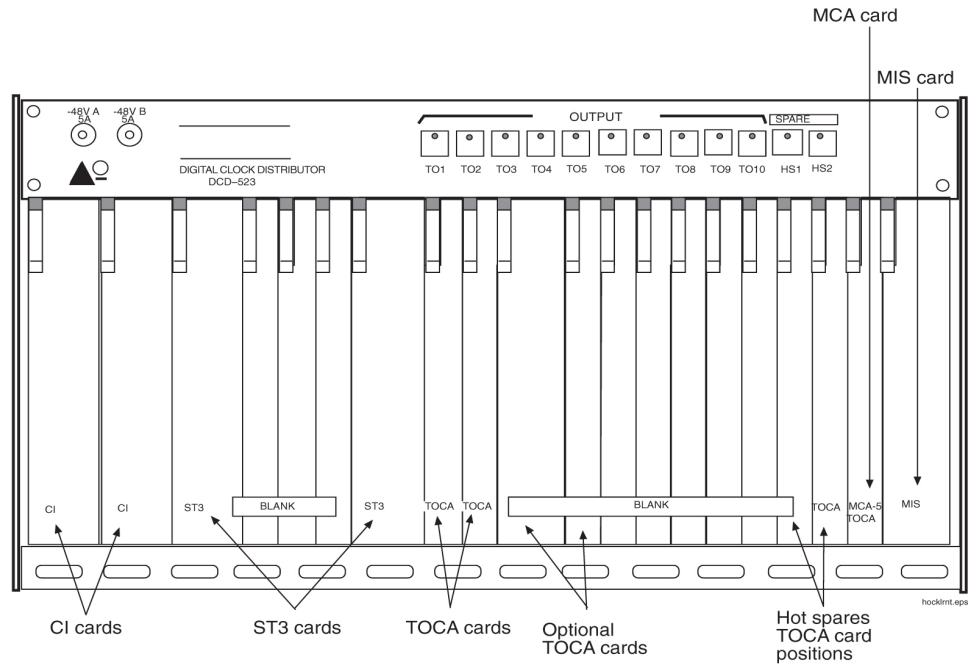 MCA card
MIS card
-48V A
5A
-48V B
5A
OUTPUT
SPARE
TO1 TO2 TO3 TO4 TO5 TO6 TO7 TO8 TO9 TO10 HS1 HS2
DIGITAL CLOCK DISTRIBUTOR
DCD–523
CI CI ST3 BLANK ST3 TOCA TOCA BLANK TOCA MCA-5 MIS
TOCA
hocklrnt.eps
CI cards
ST3 cards
TOCA cards
Optional
TOCA cards
Hot spares
TOCA card
positions